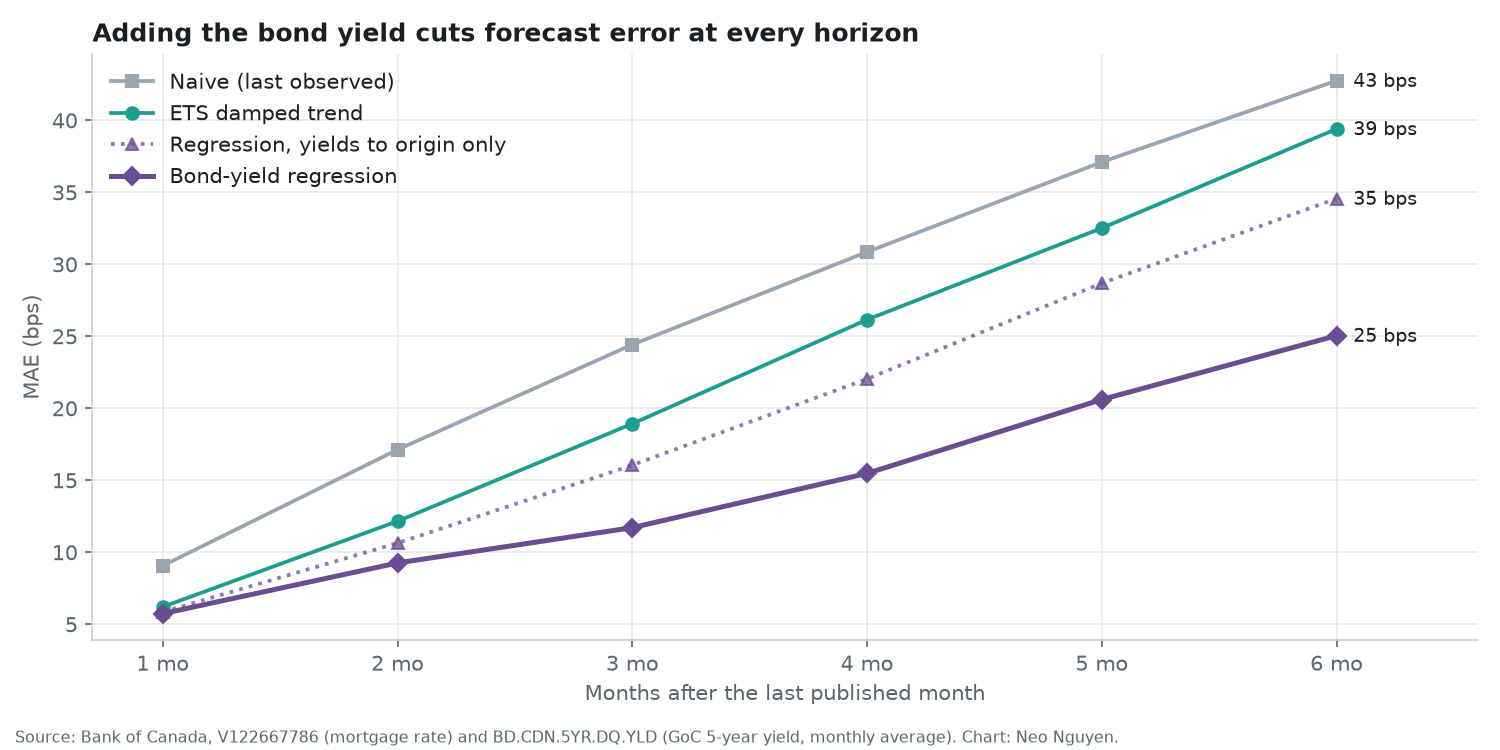 Adding the bond yield cuts forecast error at every horizon
Naive (last observed)
ETS damped trend
Regression, yields to origin only
Bond-yield regression
43 bps
39 bps
35 bps
25 bps
MAE (bps)
40
35
30
25
20
15
10
5
1 mo
2 mo
3 mo
4 mo
5 mo
6 mo
Months after the last published month
Source: Bank of Canada, V122667786 (mortgage rate) and BD.CDN.5YR.DQ.YLD (GoC 5-year yield, monthly average). Chart: Neo Nguyen.